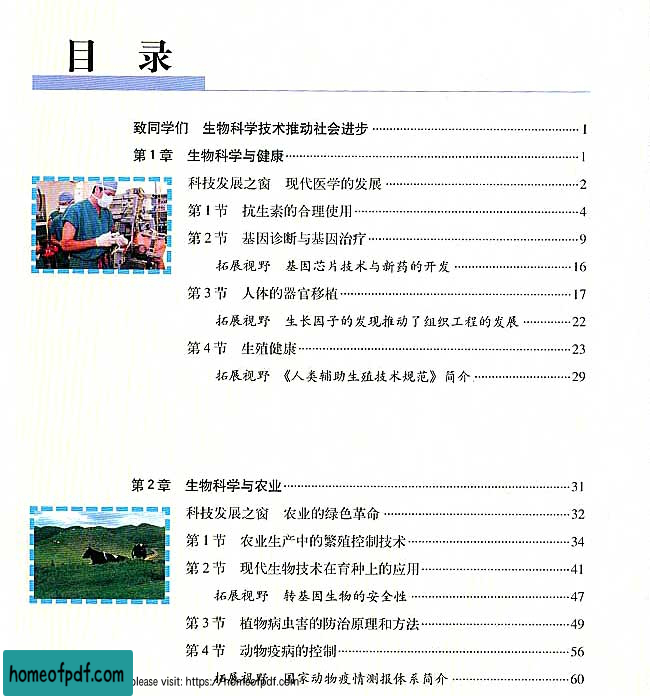 目 录
致同学们 生物科学技术推动社会进步 1
第1章 生物科学与健康 1
科技发展之窗 现代医学的发展 2
第1节 抗生素的合理使用 4
第2节 基因诊断与基因治疗 9
拓展视野 基因芯片技术与新药的开发 16
第3节 人体的器官移植 17
拓展视野 生长因子的发现推动了组织工程的发展 22
第4节 生殖健康 23
拓展视野 《人类辅助生殖技术规范》简介 29
第2章 生物科学与农业 31
科技发展之窗 农业的绿色革命 32
第1节 农业生产中的繁殖控制技术 34
第2节 现代生物技术在育种上的应用 41
拓展视野 转基因生物的安全性 47
第3节 植物病虫害的防治原理和方法 49
第4节 动物疫病的控制 56
拓展视野 国家动物疫情测报体系简介 60
homeofpdf.com
please visit: https://homeofpdf.com